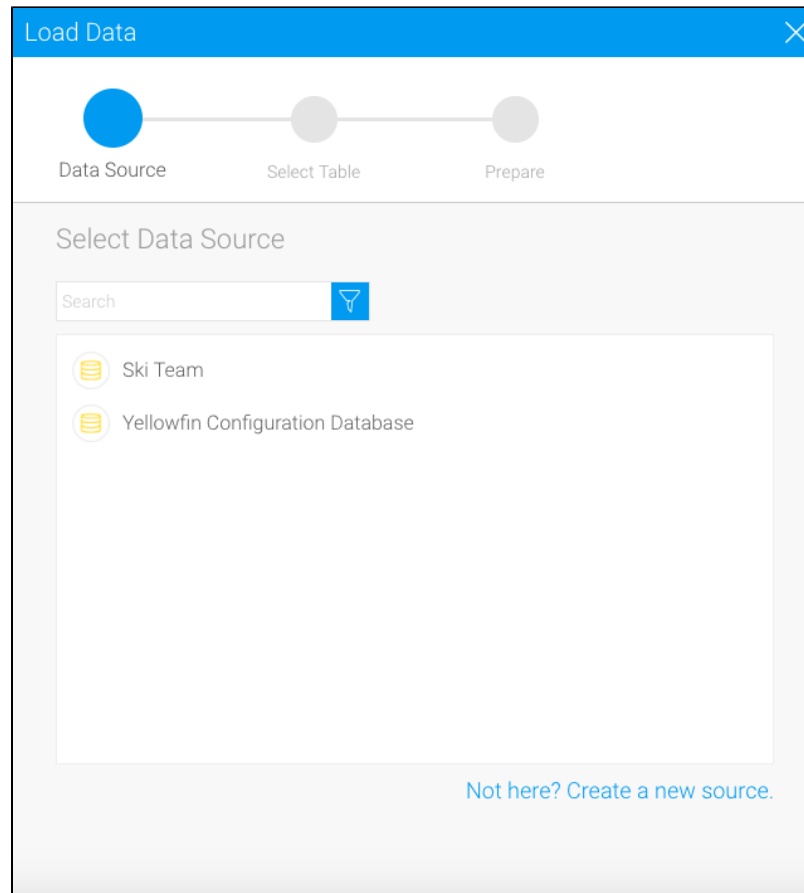 Load Data
Data Source
Select Table
Prepare
Select Data Source
Search
Ski Team
Yellowfin Configuration Database
Not here? Create a new source.